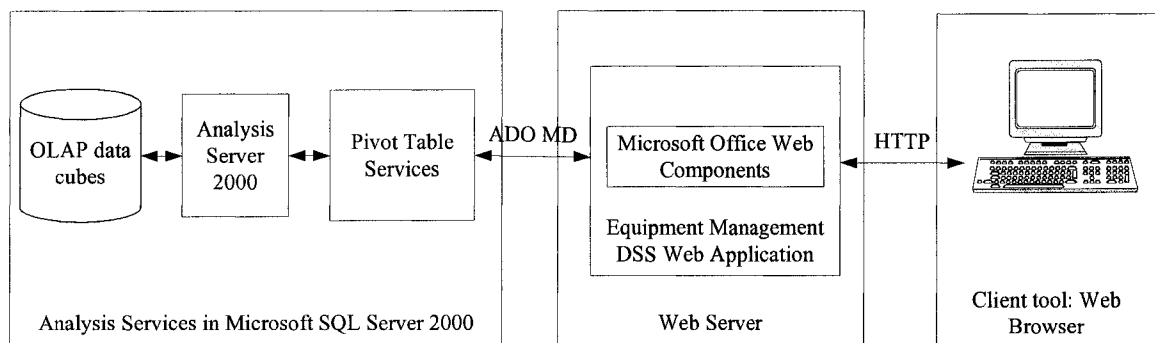 OLAP data
cubes
Analysis
Server
2000
Pivot Table
Services
ADO MD
Microsoft Office Web
Components
Equipment Management
DSS Web Application
HTTP
Analysis Services in Microsoft SQL Server 2000
Web Server
Client tool: Web
Browser